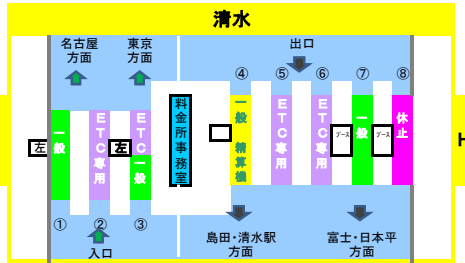 清水
名古屋
方面
東京
方面
出口
④ ⑤ ⑥ ⑦ ⑧
左
一般
ETC専用
左
ETC
一般
料金所事務室
一般 精算機
ETC専用
ETC専用
ブース
一般
ブース
休止
① ② ③
入口
島田・清水駅
方面
富士・日本平
方面